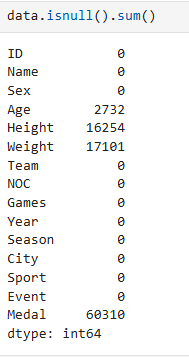 data.isnull().sum()
ID 0
Name 0
Sex 0
Age 2732
Height 16254
Weight 17101
Team 0
NOC 0
Games 0
Year 0
Season 0
City 0
Sport 0
Event 0
Medal 60310
dtype: int64